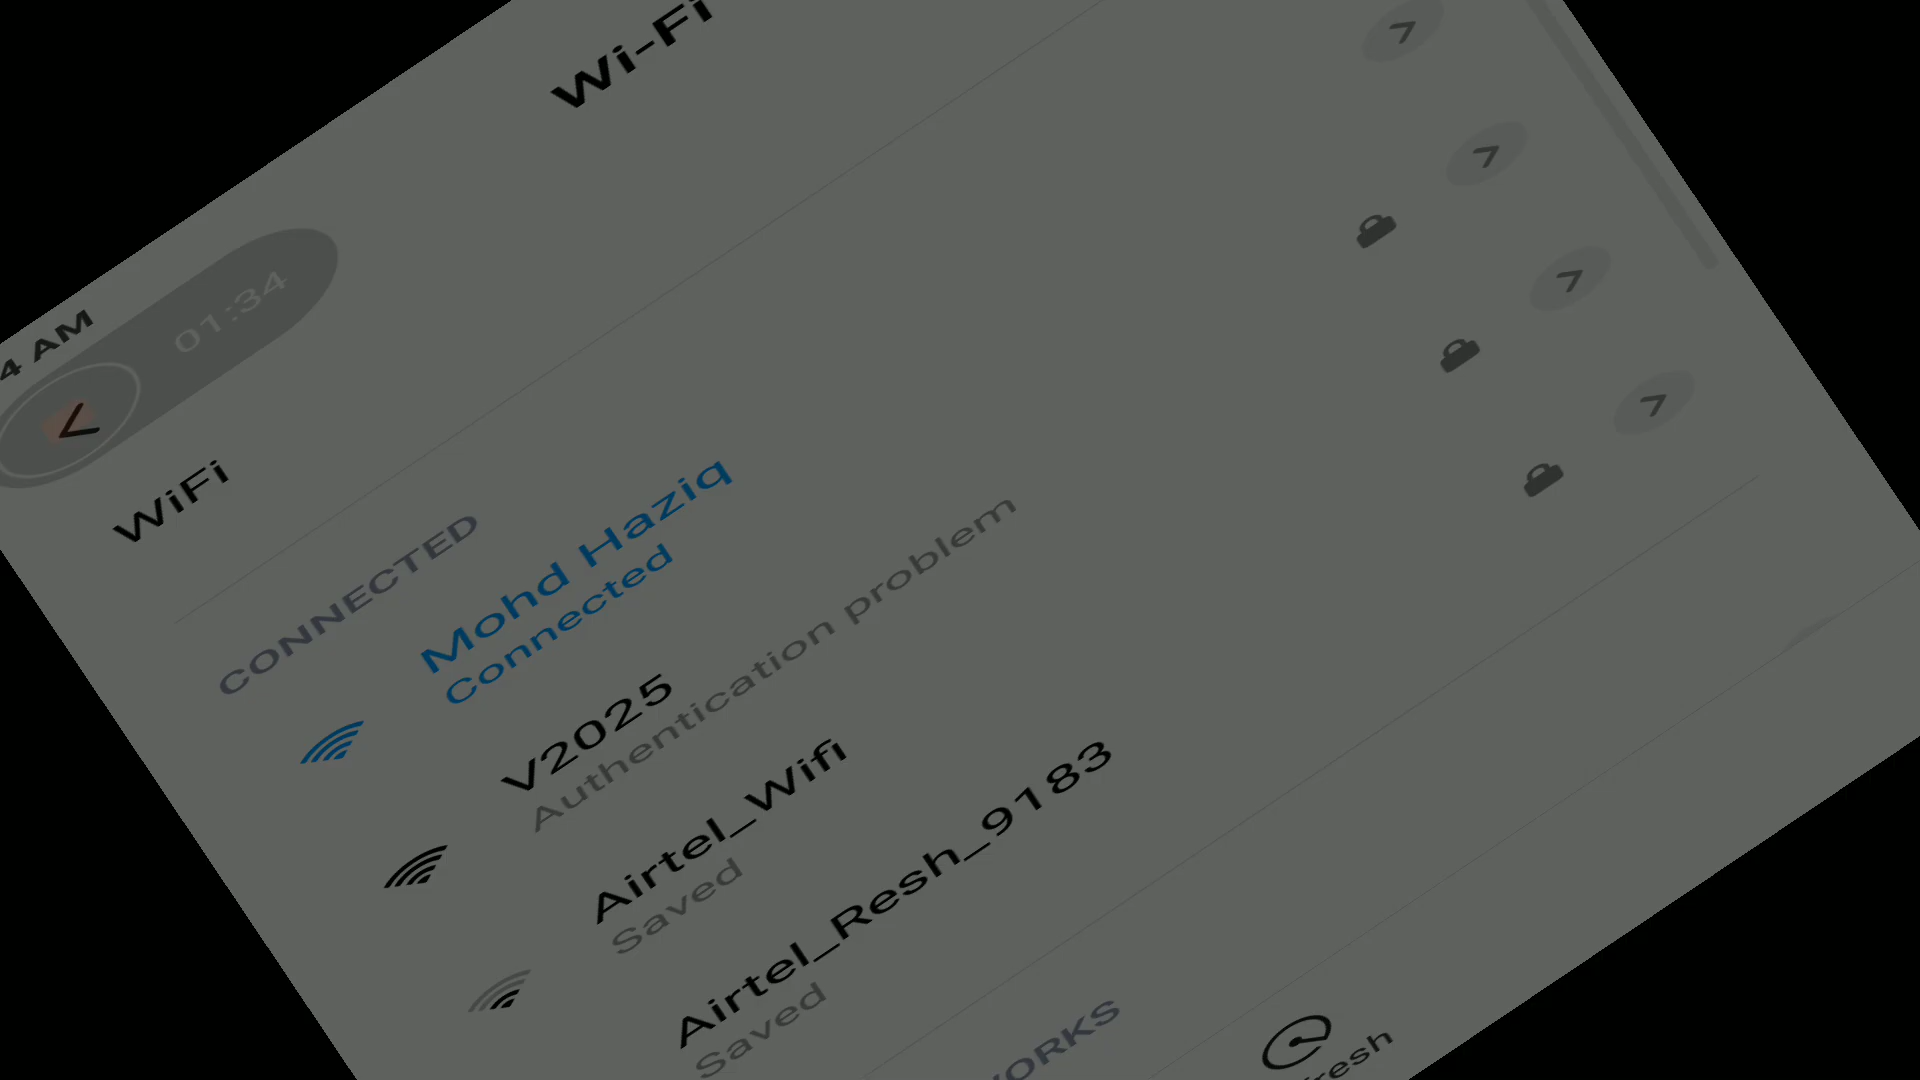 4 AM
01:34
Wi-Fi
WiFi
CONNECTED
Mohd Haziq
Connected
V2025
Authentication problem
Airtel_Wifi
Saved
Airtel_Resh_9183
Saved